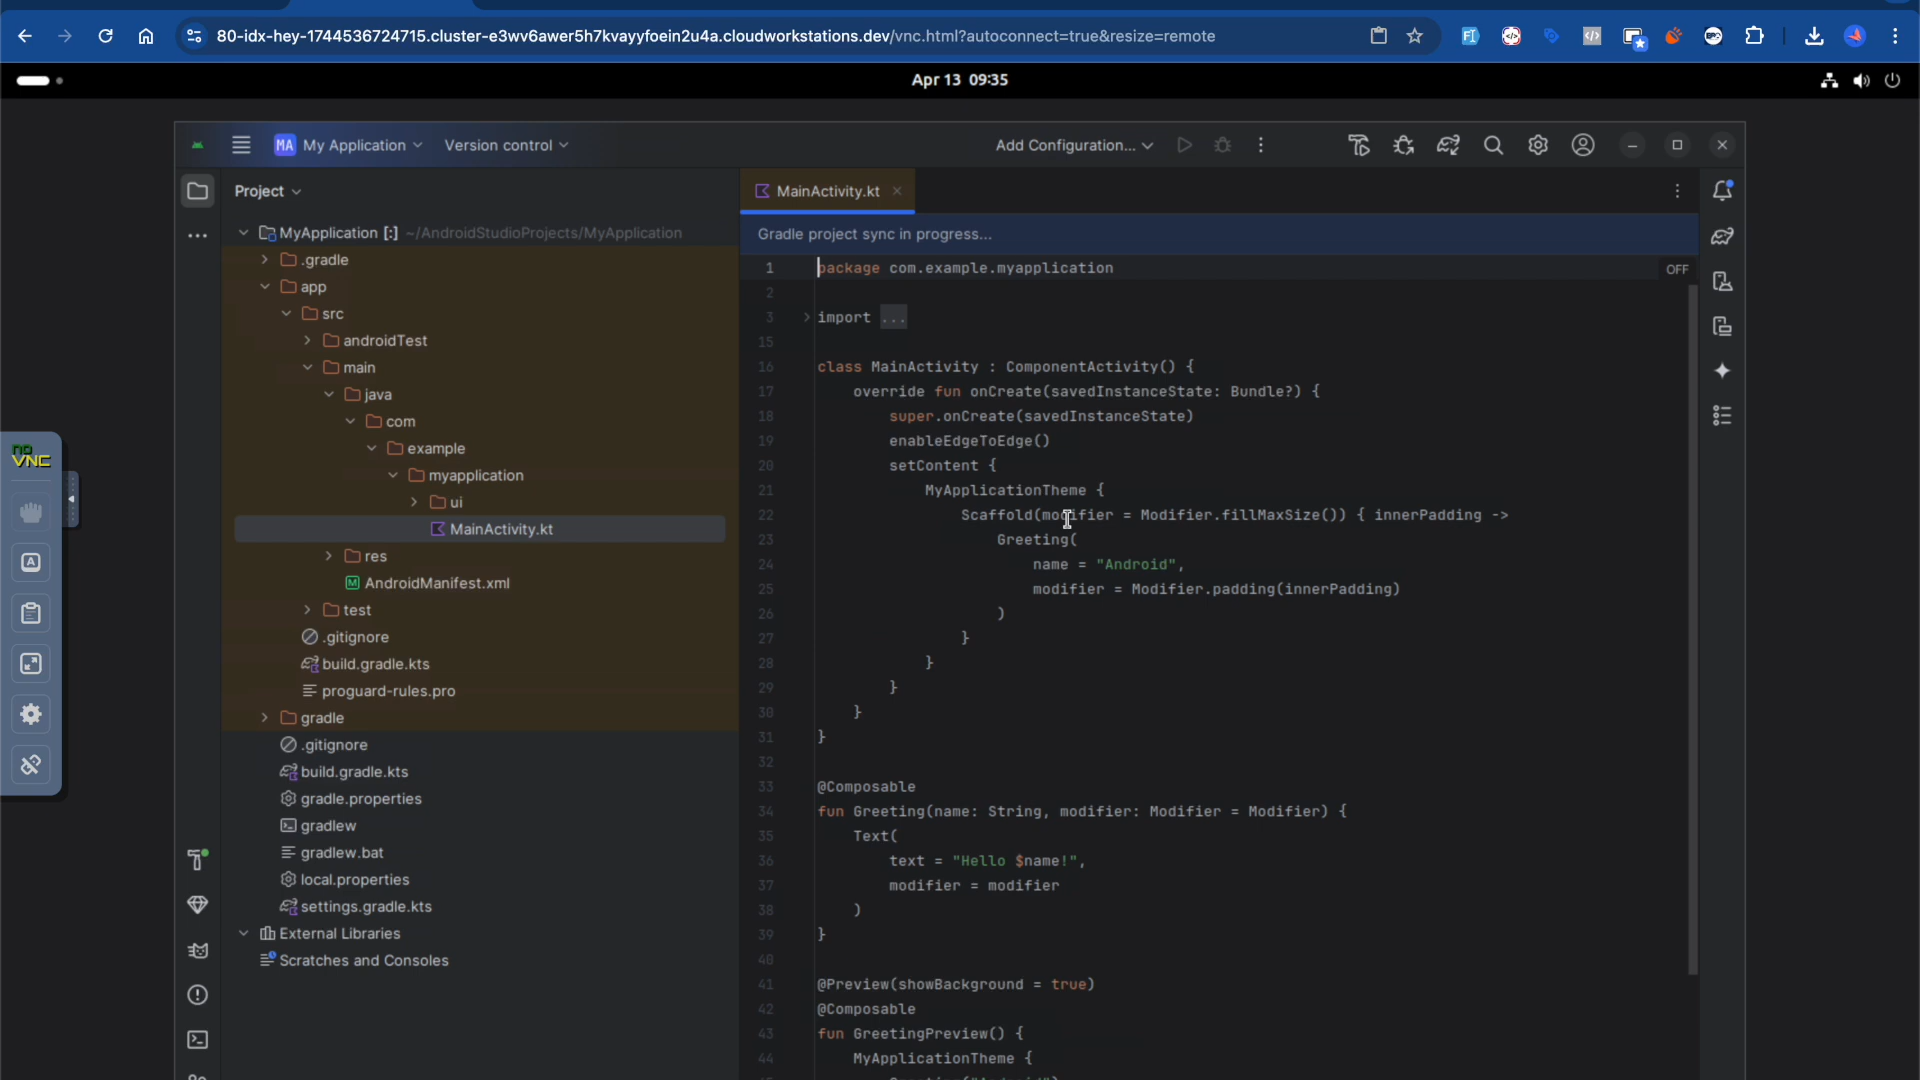 80-idx-hey-1744536724715.cluster-e3wv6awer5h7kvayyfoein2u4a.cloudworkstations.dev/vnc.html?autoconnect=true&resize=remote
Apr 13 09:35
MA My Application Version control Add Configuration...
Project
MainActivity.kt
Gradle project sync in progress...
MyApplication [:] ~/AndroidStudioProjects/MyApplication
.gradle
app
src
androidTest
main
java
com
example
myapplication
ui
MainActivity.kt
res
AndroidManifest.xml
test
.gitignore
build.gradle.kts
proguard-rules.pro
gradle
.gitignore
build.gradle.kts
gradle.properties
gradlew
gradlew.bat
local.properties
settings.gradle.kts
External Libraries
Scratches and Consoles
no
VNC
A
1 package com.example.myapplication OFF
2
3 import ...
15
16 class MainActivity : ComponentActivity() {
17 override fun onCreate(savedInstanceState: Bundle?) {
18 super.onCreate(savedInstanceState)
19 enableEdgeToEdge()
20 setContent {
21 MyApplicationTheme {
22 Scaffold(modifier = Modifier.fillMaxSize()) { innerPadding ->
23 Greeting(
24 name = "Android",
25 modifier = Modifier.padding(innerPadding)
26 )
27 }
28 }
29 }
30 }
31 }
32
33 @Composable
34 fun Greeting(name: String, modifier: Modifier = Modifier) {
35 Text(
36 text = "Hello $name!",
37 modifier = modifier
38 )
39 }
40
41 @Preview(showBackground = true)
42 @Composable
43 fun GreetingPreview() {
44 MyApplicationTheme {